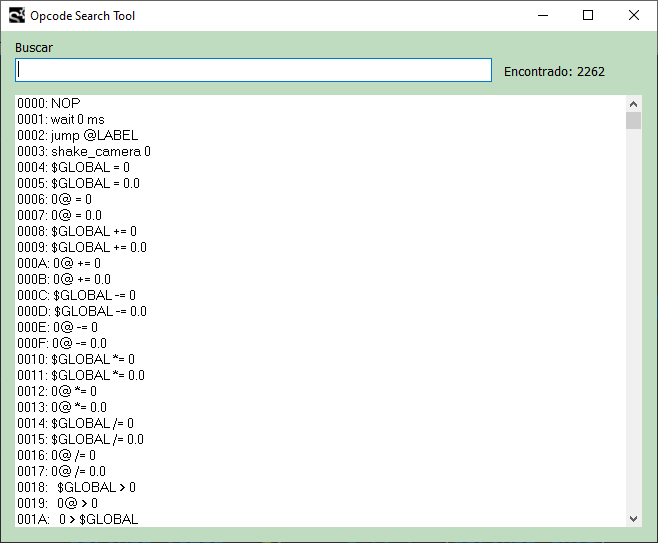 Opcode Search Tool
Buscar
Encontrado: 2262
0000: NOP
0001: wait 0 ms
0002: jump @LABEL
0003: shake_camera 0
0004: $GLOBAL = 0
0005: $GLOBAL = 0.0
0006: 0@ = 0
0007: 0@ = 0.0
0008: $GLOBAL += 0
0009: $GLOBAL += 0.0
000A: 0@ += 0
000B: 0@ += 0.0
000C: $GLOBAL -= 0
000D: $GLOBAL -= 0.0
000E: 0@ -= 0
000F: 0@ -= 0.0
0010: $GLOBAL *= 0
0011: $GLOBAL *= 0.0
0012: 0@ *= 0
0013: 0@ *= 0.0
0014: $GLOBAL /= 0
0015: $GLOBAL /= 0.0
0016: 0@ /= 0
0017: 0@ /= 0.0
0018:   $GLOBAL > 0
0019:   0@ > 0
001A:   0 > $GLOBAL